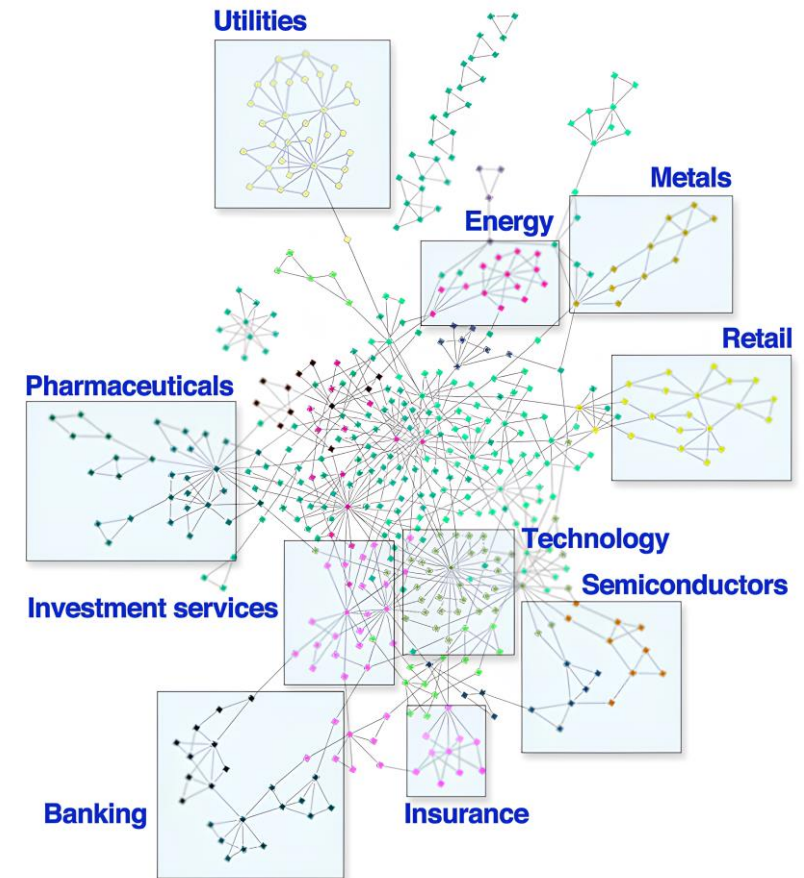 Utilities
Metals
Energy
Retail
Pharmaceuticals
Technology
Semiconductors
Investment services
Banking
Insurance